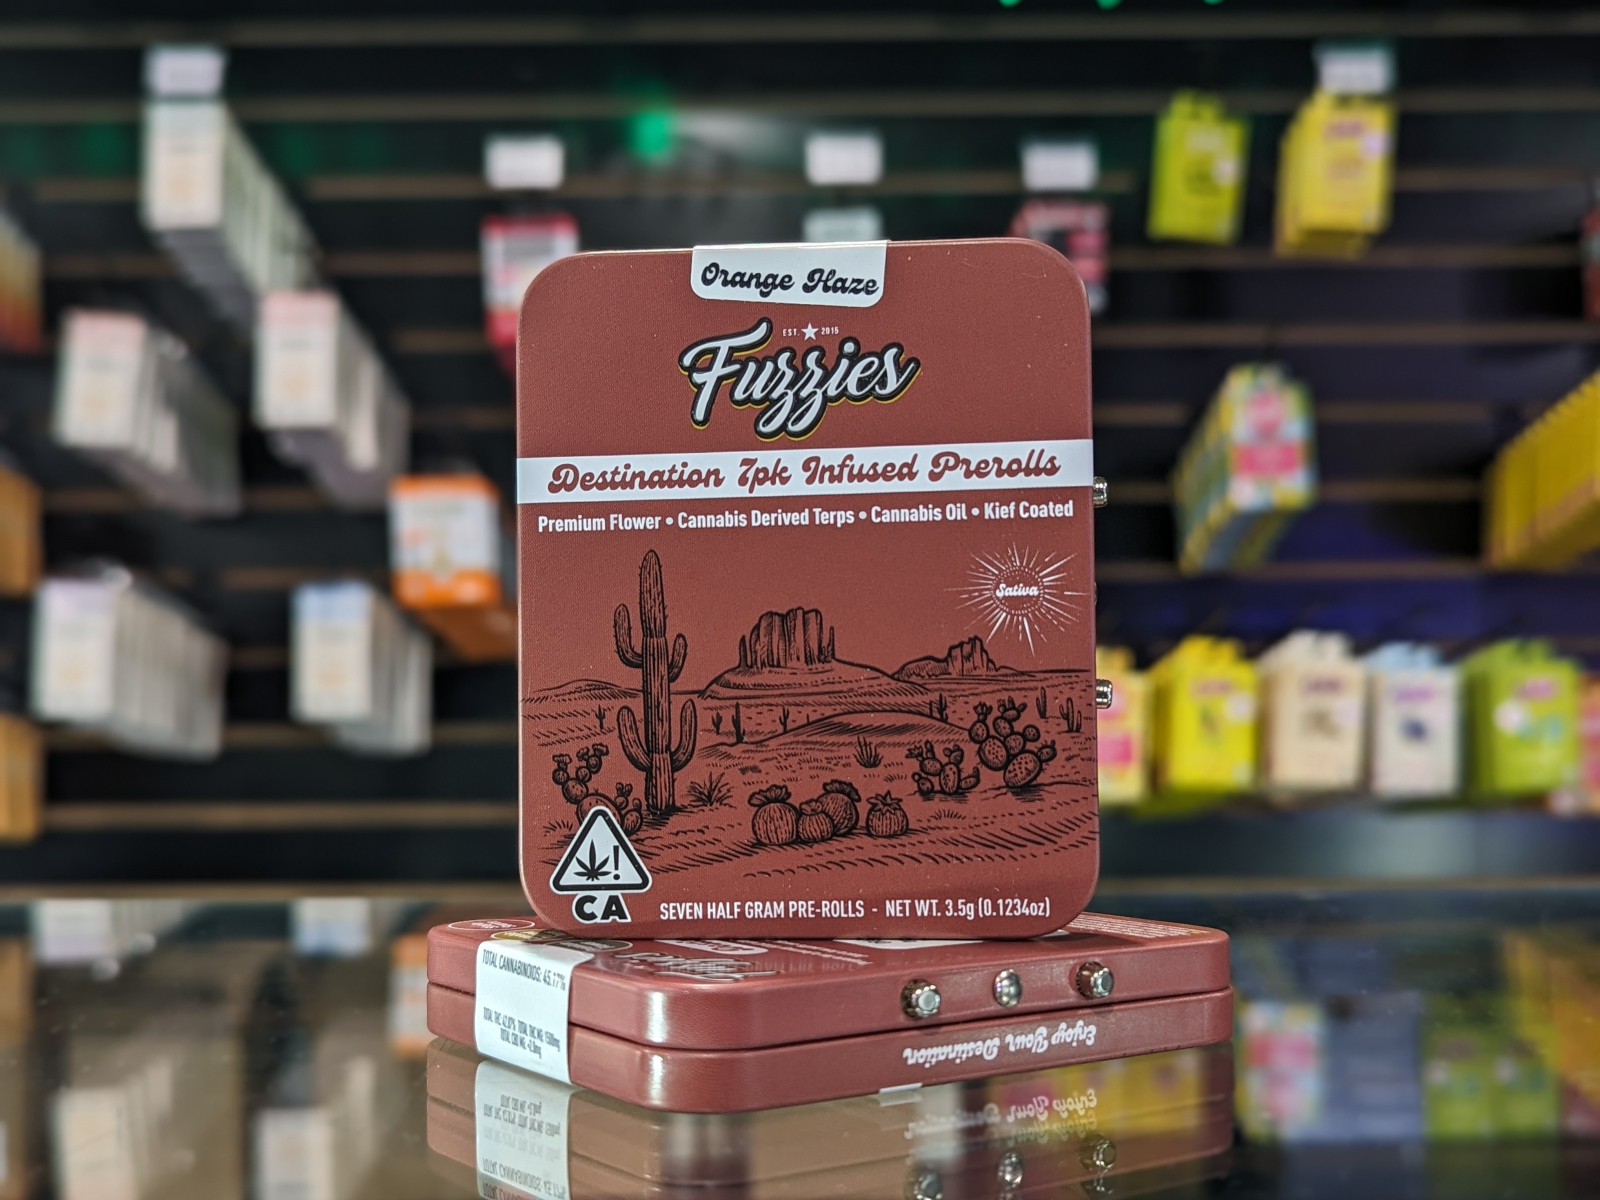 Orange Haze
EST. 2015
Fuzzies
Destination 7pk Infused Prerolls
Premium Flower • Cannabis Derived Terps • Cannabis Oil • Kief Coated
Sativa
CA
SEVEN HALF GRAM PRE-ROLLS - NET WT. 3.5g (0.1234oz)
TOTAL CANNABINOIDS: 45.77%
Enjoy Your Destination